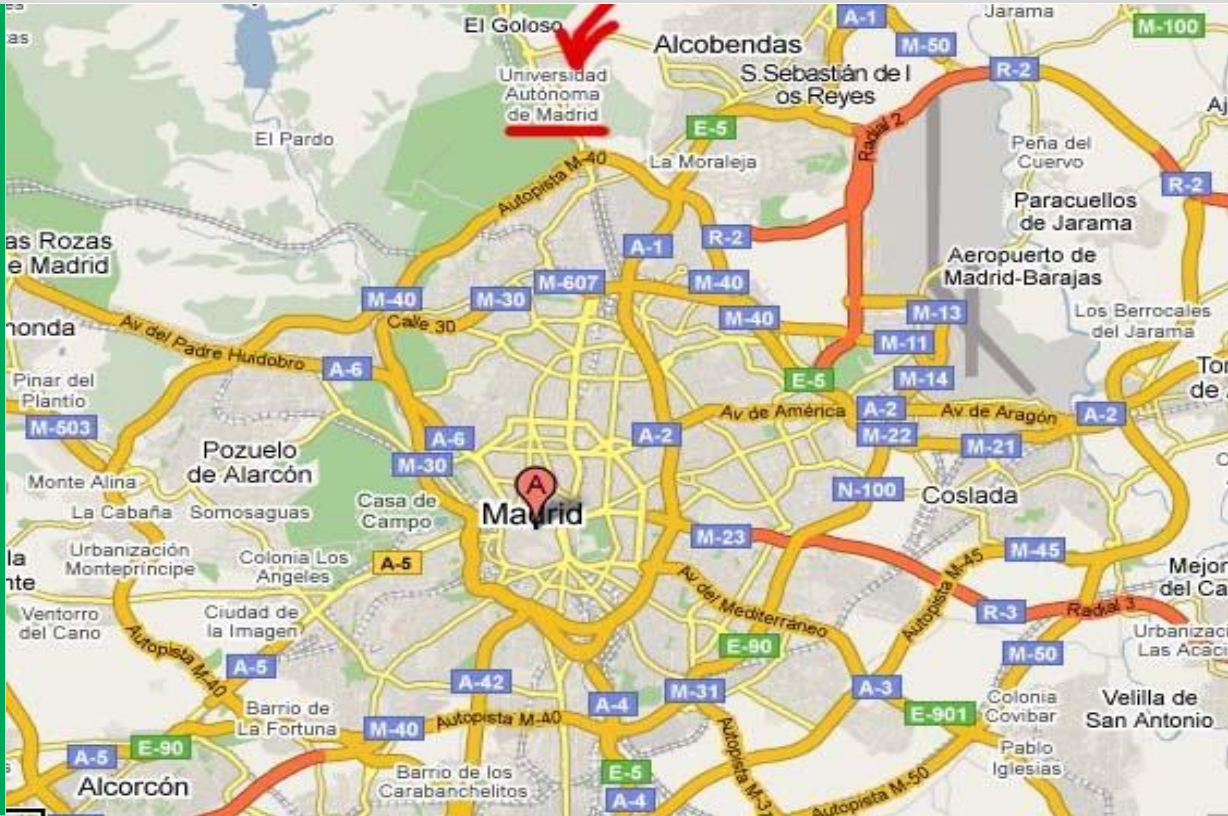 El Goloso
Jarama
A-1
M-100
Alcobendas
M-50
Universidad
Autónoma
de Madrid
S.Sebastián de l
os Reyes
R-2
El Pardo
E-5
Radial 2
Peña del
Cuervo
La Moraleja
Autopista M-40
R-2
Paracuellos
de Jarama
as Rozas
e Madrid
A-1
R-2
Aeropuerto de
Madrid-Barajas
M-607
M-40
M-40
M-30
Calle 30
M-40
M-13
Los Berrocales
del Jarama
honda
Av del Padre Huidobro
M-11
A-6
E-5
M-14
Pinar del
Plantío
Av de América
A-2
Av de Aragón
A-2
M-503
A-6
A-2
M-22
M-21
Pozuelo
de Alarcón
M-30
A
Monte Alina
N-100
Coslada
La Cabaña
Somosaguas
Casa de
Campo
Madrid
M-23
Urbanización
Monteprincipe
Colonia Los
Angeles
A-5
M-45
Autopista M-45
Av del Mediterráneo
Ventorro
del Cano
Ciudad de
la Imagen
R-3
Radial 3
Autopista M-40
E-90
M-50
A-5
A-42
M-31
A-3
A-4
Colonia
Covibar
Velilla de
San Antonio
Barrio de
La Fortuna
M-40
Autopista M-40
E-901
A-5
E-90
Pablo
Iglesias
Alcorcón
Barrio de los
Carabanchelitos
E-5
A-4
Autopista M-50